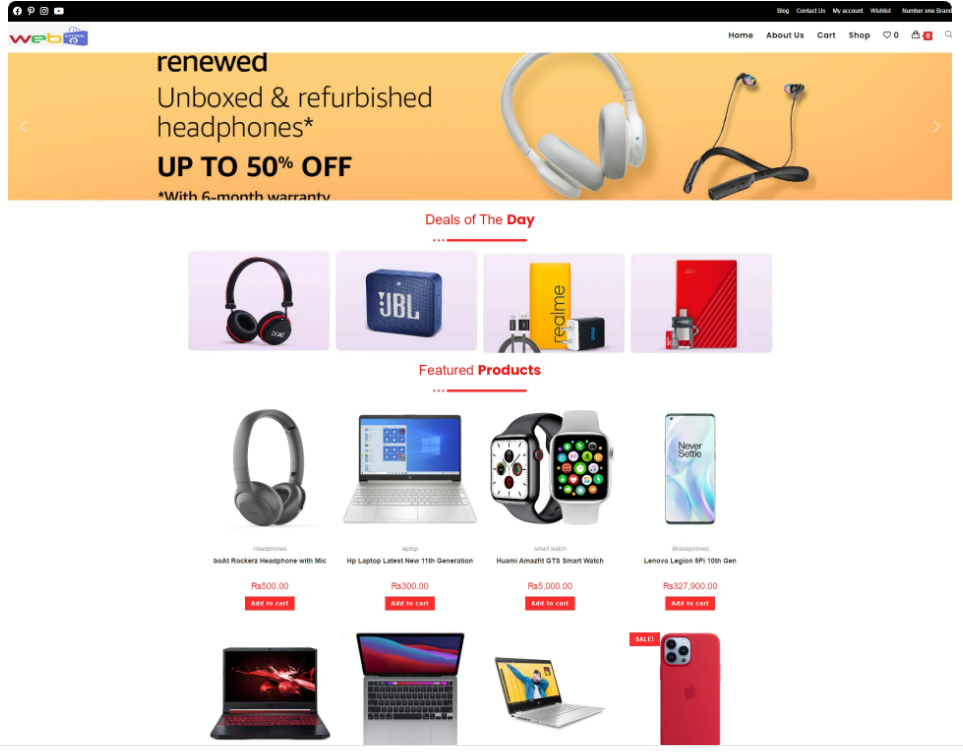 Blog Contact Us My account Wishlist Number one Brand
web STORE
Home About Us Cart Shop 0 0
renewed
Unboxed & refurbished
headphones*
UP TO 50% OFF
*With 6-month warranty
Deals of The Day
boAt
JBL
realme
Featured Products
Never
Settle
Headphones
laptop
smart watch
Mobilephones
boAt Rockerz Headphone with Mic
Hp Laptop Latest New 11th Generation
Huami Amazfit GTS Smart Watch
Lenovo Legion 5Pi 10th Gen
Rs500.00
Rs300.00
Rs5,000.00
Rs327,900.00
Add to cart
Add to cart
Add to cart
Add to cart
SALE!